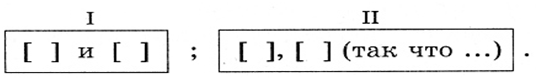 I II
[ ] и [ ] ; [ ], [ ] (так что ...) .